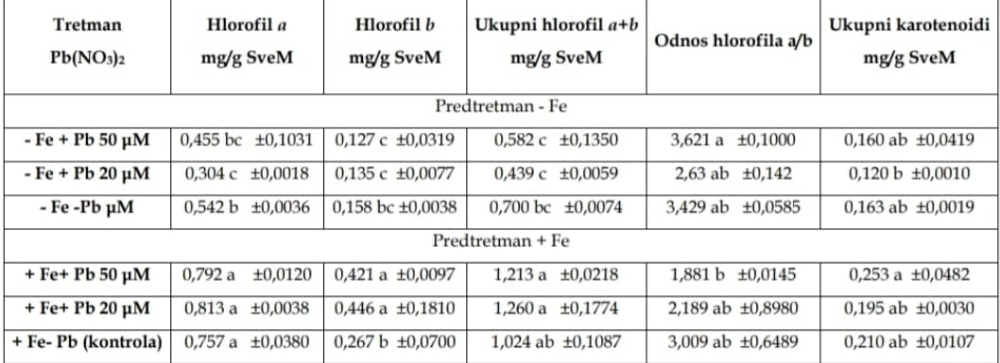 Tretman Hlorofil a Hlorofil b Ukupni hlorofil a+b Odnos hlorofila a/b Ukupni karotenoidi
Pb(NO₃)₂ mg/g SveM mg/g SveM mg/g SveM mg/g SveM
Predtretman - Fe
- Fe + Pb 50 µM 0,455 bc ±0,1031 0,127 c ±0,0319 0,582 c ±0,1350 3,621 a ±0,1000 0,160 ab ±0,0419
- Fe + Pb 20 µM 0,304 c ±0,0018 0,135 c ±0,0077 0,439 c ±0,0059 2,63 ab ±0,142 0,120 b ±0,0010
- Fe -Pb µM 0,542 b ±0,0036 0,158 bc ±0,0038 0,700 bc ±0,0074 3,429 ab ±0,0585 0,163 ab ±0,0019
Predtretman + Fe
+ Fe+ Pb 50 µM 0,792 a ±0,0120 0,421 a ±0,0097 1,213 a ±0,0218 1,881 b ±0,0145 0,253 a ±0,0482
+ Fe+ Pb 20 µM 0,813 a ±0,0038 0,446 a ±0,1810 1,260 a ±0,1774 2,189 ab ±0,8980 0,195 ab ±0,0030
+ Fe- Pb (kontrola) 0,757 a ±0,0380 0,267 b ±0,0700 1,024 ab ±0,1087 3,009 ab ±0,6489 0,210 ab ±0,0107